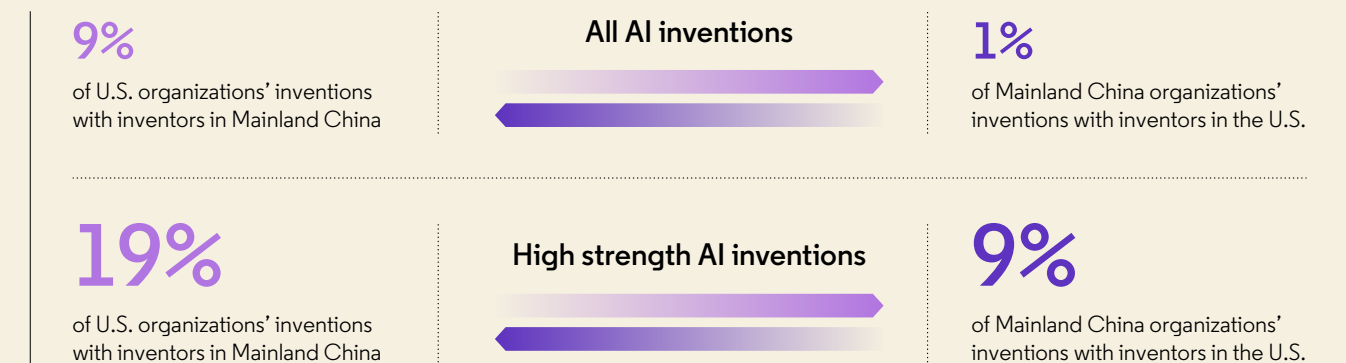 9%
of U.S. organizations’ inventions
with inventors in Mainland China
All AI inventions
1%
of Mainland China organizations’
inventions with inventors in the U.S.
19%
of U.S. organizations’ inventions
with inventors in Mainland China
High strength AI inventions
9%
of Mainland China organizations’
inventions with inventors in the U.S.